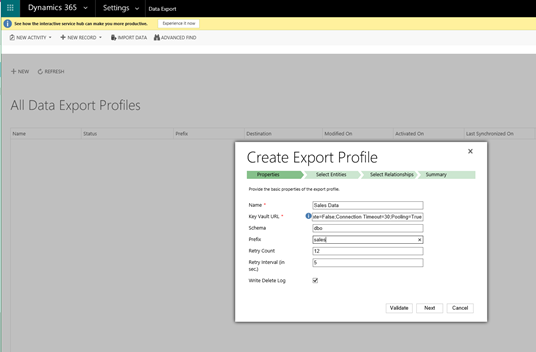 Dynamics 365 Settings Data Export
See how the interactive service hub can make you more productive. Experience it now
NEW ACTIVITY NEW RECORD IMPORT DATA ADVANCED FIND
NEW REFRESH
All Data Export Profiles
Name Status Prefix Destination Modified On Activated On Last Synchronized On
Create Export Profile
Properties Select Entities Select Relationships Summary
Provide the basic properties of the export profile.
Name * Sales Data
Key Vault URL * ate=False;Connection Timeout=30;Pooling=True
Schema dbo
Prefix sales
Retry Count 12
Retry Interval (in
sec.) 5
Write Delete Log
Validate Next Cancel